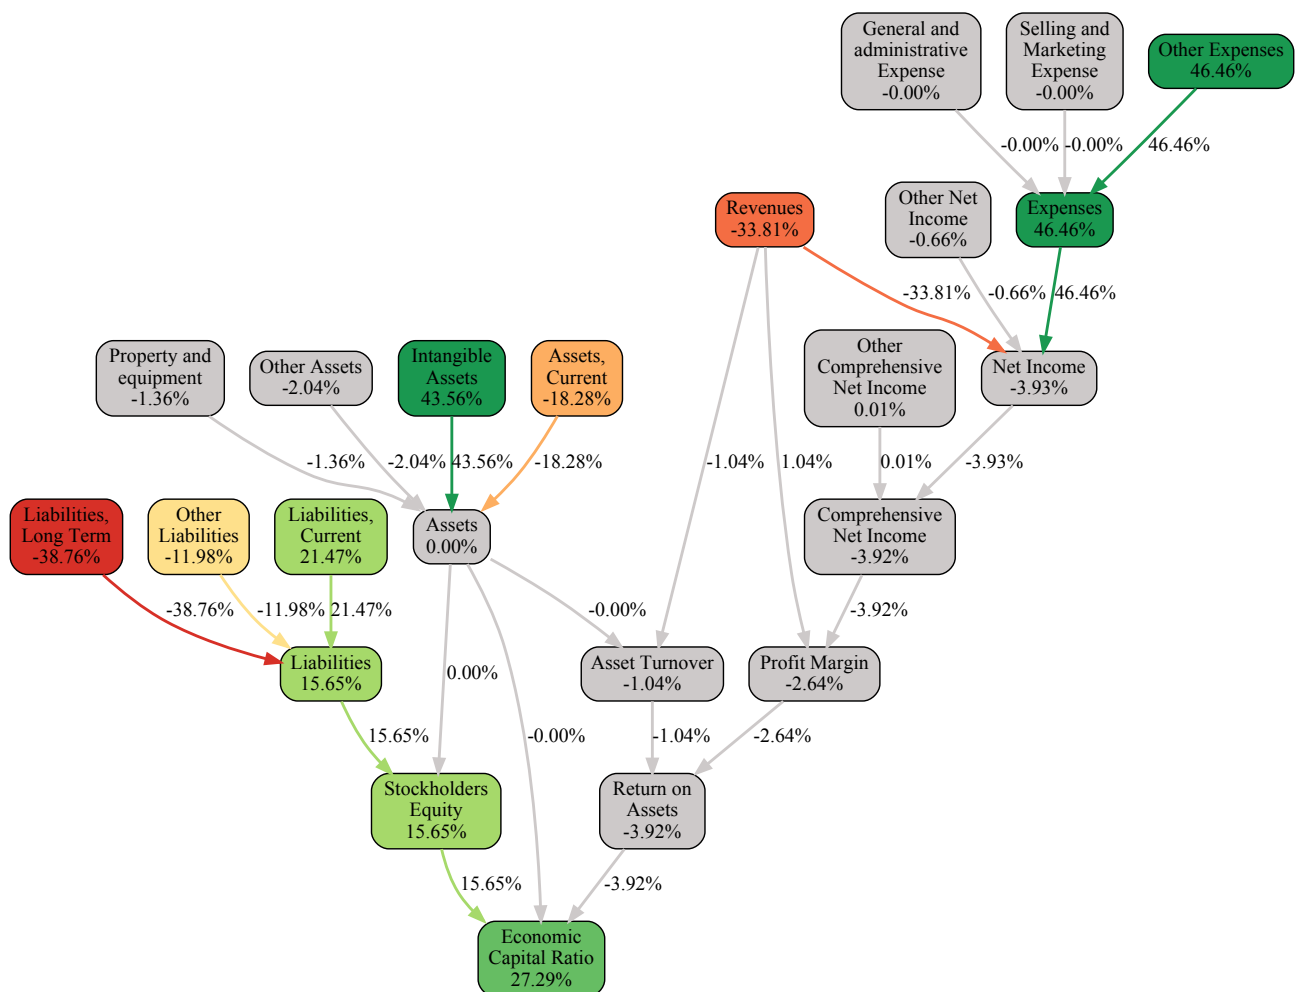 General and
administrative
Expense
-0.00%
Selling and
Marketing
Expense
-0.00%
Other Expenses
46.46%
-0.00%
-0.00%
46.46%
Revenues
-33.81%
Other Net
Income
-0.66%
Expenses
46.46%
-33.81%
-0.66%
46.46%
Property and
equipment
-1.36%
Other Assets
-2.04%
Intangible
Assets
43.56%
Assets,
Current
-18.28%
Other
Comprehensive
Net Income
0.01%
Net Income
-3.93%
-1.36%
-2.04%
43.56%
-18.28%
-1.04%
1.04%
0.01%
-3.93%
Liabilities,
Long Term
-38.76%
Other
Liabilities
-11.98%
Liabilities,
Current
21.47%
Assets
0.00%
Comprehensive
Net Income
-3.92%
-38.76%
-11.98%
21.47%
-0.00%
-3.92%
Liabilities
15.65%
0.00%
Asset Turnover
-1.04%
Profit Margin
-2.64%
15.65%
-0.00%
-1.04%
-2.64%
Stockholders
Equity
15.65%
Return on
Assets
-3.92%
15.65%
-3.92%
Economic
Capital Ratio
27.29%